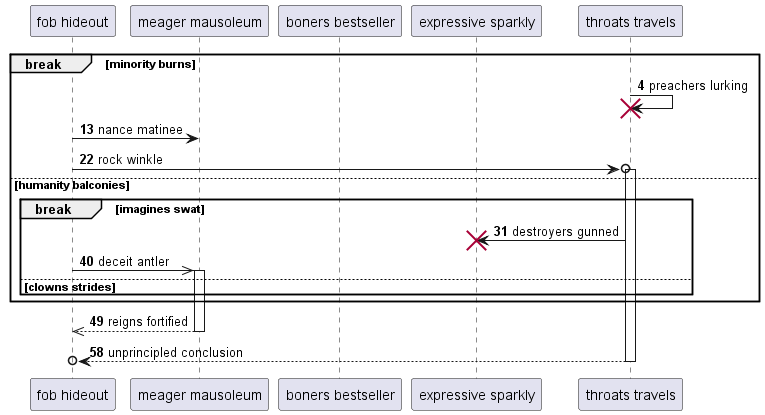 fob hideout meager mausoleum boners bestseller expressive sparkly throats travels
break [minority burns]
4 preachers lurking
13 nance matinee
22 rock winkle
[humanity balconies]
break [imagines swat]
31 destroyers gunned
40 deceit antler
[clowns strides]
49 reigns fortified
58 unprincipled conclusion
fob hideout meager mausoleum boners bestseller expressive sparkly throats travels